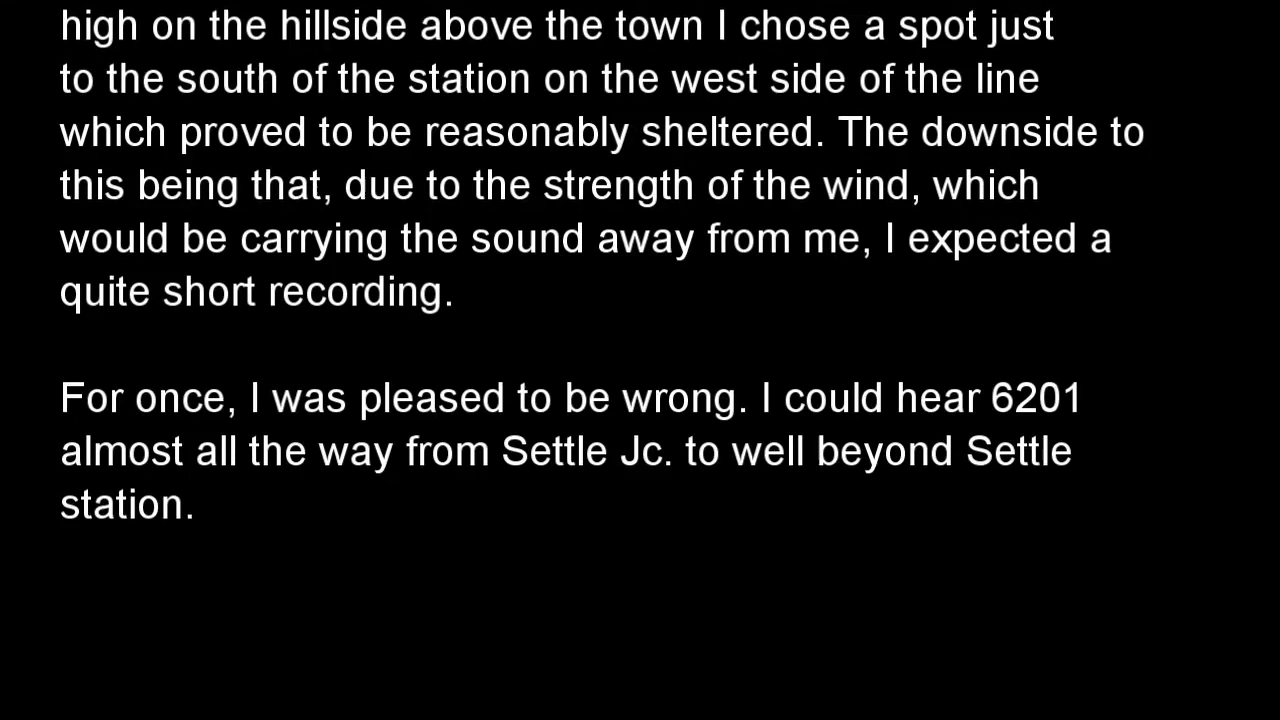 high on the hillside above the town I chose a spot just
to the south of the station on the west side of the line
which proved to be reasonably sheltered. The downside to
this being that, due to the strength of the wind, which
would be carrying the sound away from me, I expected a
quite short recording.
For once, I was pleased to be wrong. I could hear 6201
almost all the way from Settle Jc. to well beyond Settle
station.